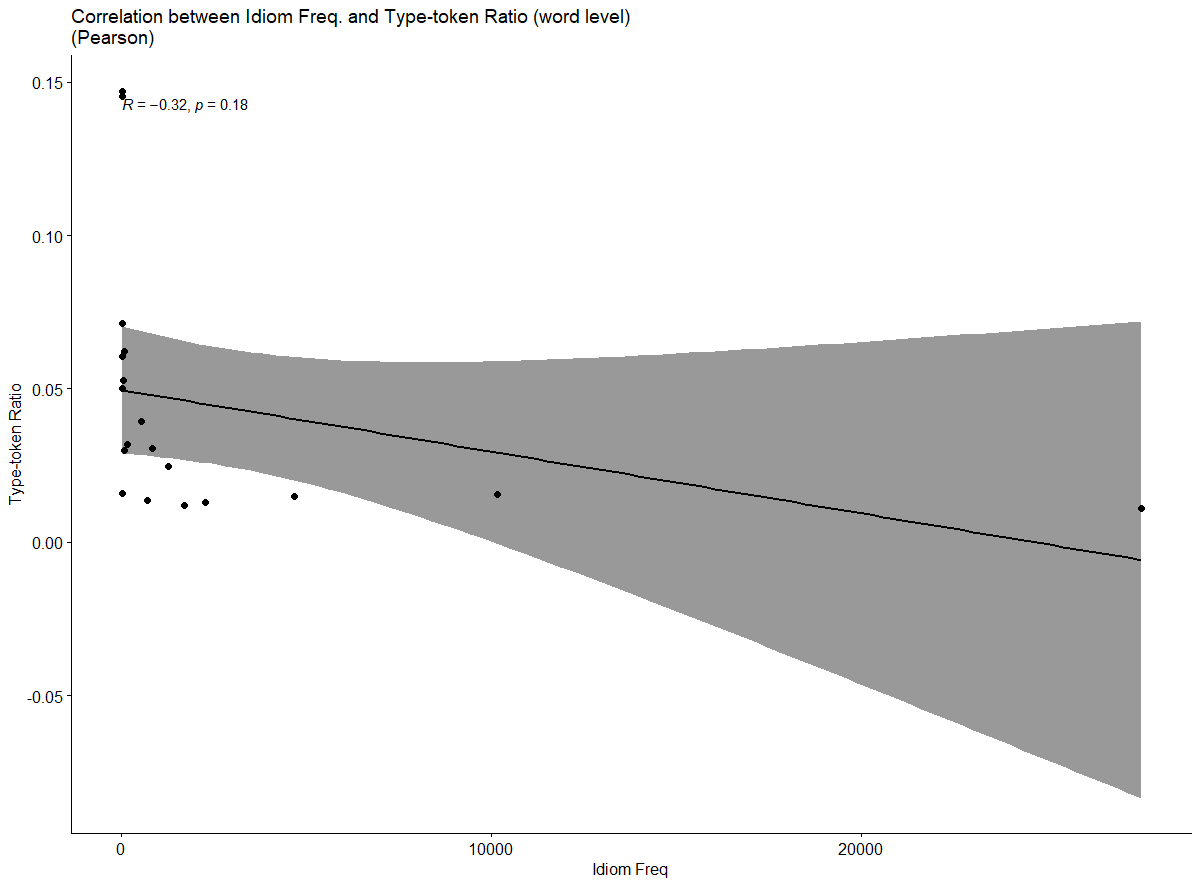 Correlation between Idiom Freq. and Type-token Ratio (word level)
(Pearson)
0.15
R = −0.32, p = 0.18
0.10
0.05
0.00
-0.05
Type-token Ratio
0
10000
20000
Idiom Freq